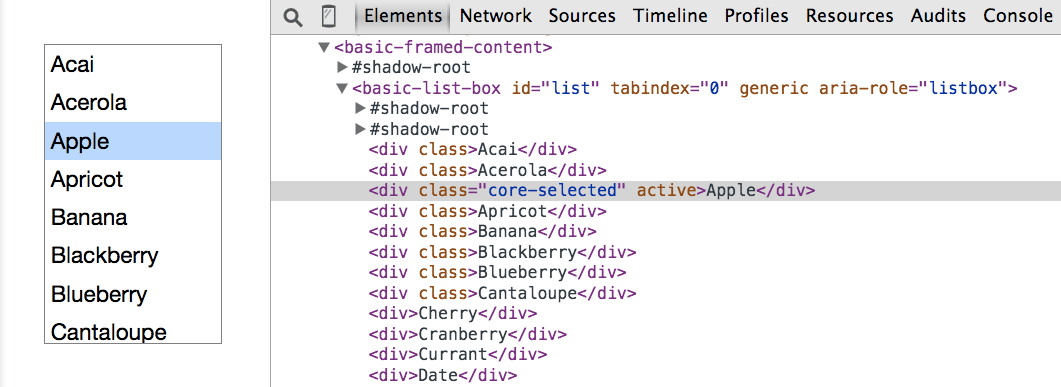 Acai
Acerola
Apple
Apricot
Banana
Blackberry
Blueberry
Cantaloupe
Elements Network Sources Timeline Profiles Resources Audits Console
<basic-framed-content>
#shadow-root
<basic-list-box id="list" tabindex="0" generic aria-role="listbox">
#shadow-root
#shadow-root
<div class>Acai</div>
<div class>Acerola</div>
<div class="core-selected" active>Apple</div>
<div class>Apricot</div>
<div class>Banana</div>
<div class>Blackberry</div>
<div class>Blueberry</div>
<div class>Cantaloupe</div>
<div>Cherry</div>
<div>Cranberry</div>
<div>Currant</div>
<div>Date</div>